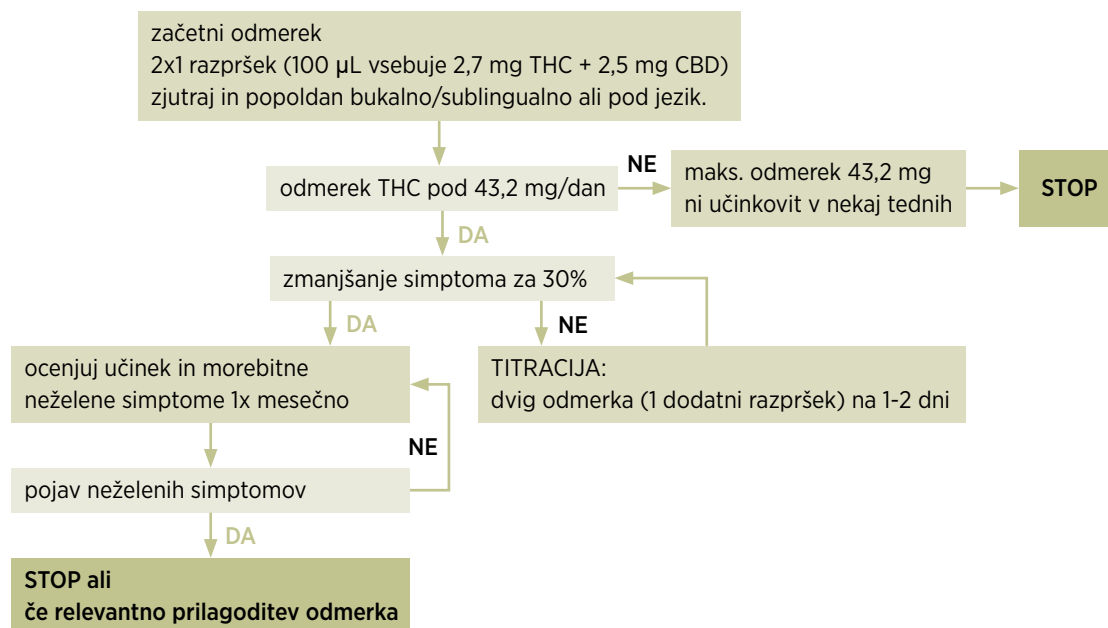 začetni odmerek
2x1 razpršek (100 µL vsebuje 2,7 mg THC + 2,5 mg CBD)
zjutraj in popoldan bukalno/sublingualno ali pod jezik.
odmerek THC pod 43,2 mg/dan
NE
maks. odmerek 43,2 mg
ni učinkovit v nekaj tednih
STOP
DA
zmanjšanje simptoma za 30%
DA
NE
ocenjuj učinek in morebitne
neželene simptome 1x mesečno
TITRACIJA:
dvig odmerka (1 dodatni razpršek) na 1-2 dni
NE
pojav neželenih simptomov
DA
STOP ali
če relevantno prilagoditev odmerka